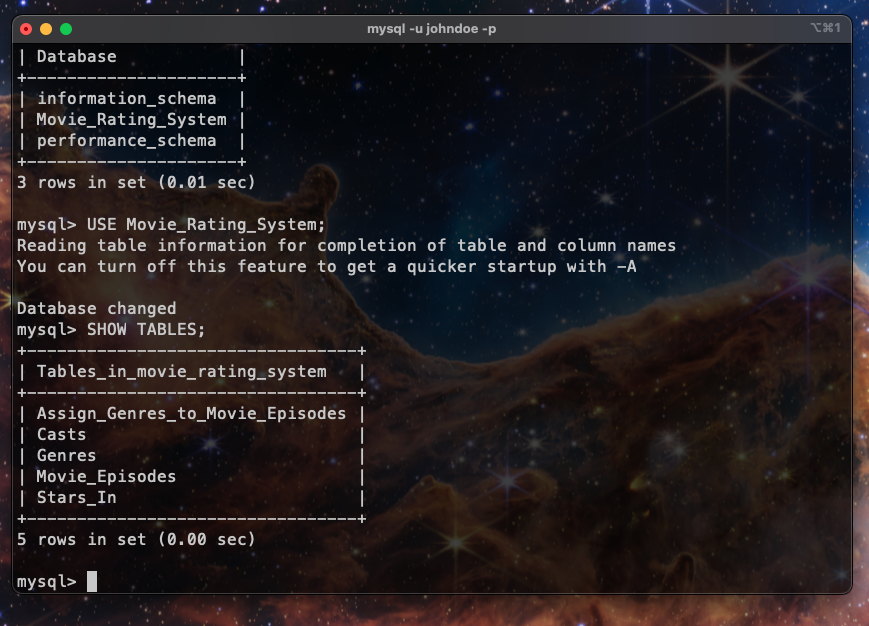 mysql -u johndoe -p ⌥⌘1
| Database            |
+---------------------+
| information_schema  |
| Movie_Rating_System |
| performance_schema  |
+---------------------+
3 rows in set (0.01 sec)
mysql> USE Movie_Rating_System;
Reading table information for completion of table and column names
You can turn off this feature to get a quicker startup with -A
Database changed
mysql> SHOW TABLES;
+---------------------------------+
| Tables_in_movie_rating_system   |
+---------------------------------+
| Assign_Genres_to_Movie_Episodes |
| Casts                           |
| Genres                          |
| Movie_Episodes                  |
| Stars_In                        |
+---------------------------------+
5 rows in set (0.00 sec)
mysql>